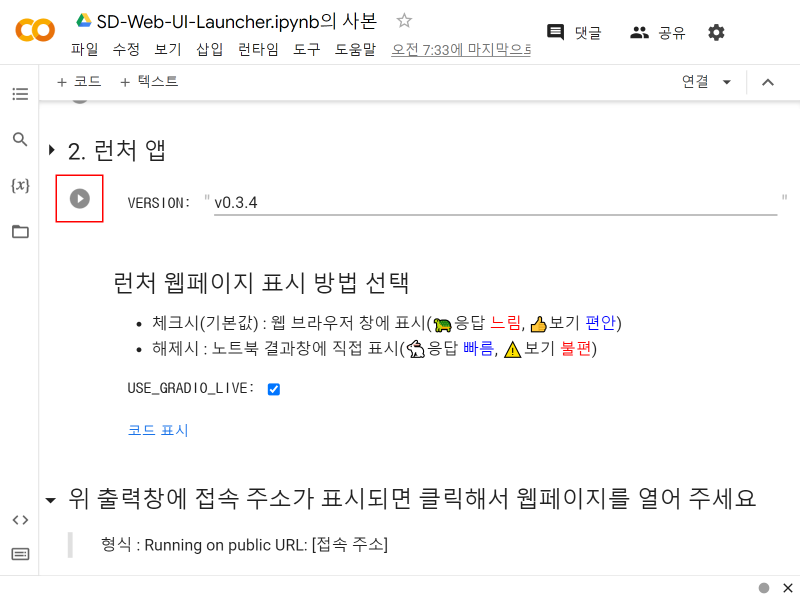 SD-Web-UI-Launcher.ipynb의 사본
댓글
공유
파일 수정 보기 삽입 런타임 도구 도움말 오전 7:33에 마지막으로
+ 코드 + 텍스트
연결
2. 런처 앱
{x}
VERSION: " v0.3.4 "
런처 웹페이지 표시 방법 선택
• 체크시(기본값) : 웹 브라우저 창에 표시(🐢응답 느림, 👍보기 편안)
• 해제시 : 노트북 결과창에 직접 표시(🐇응답 빠름, ⚠️보기 불편)
USE_GRADIO_LIVE:
코드 표시
위 출력창에 접속 주소가 표시되면 클릭해서 웹페이지를 열어 주세요
형식 : Running on public URL: [접속 주소]